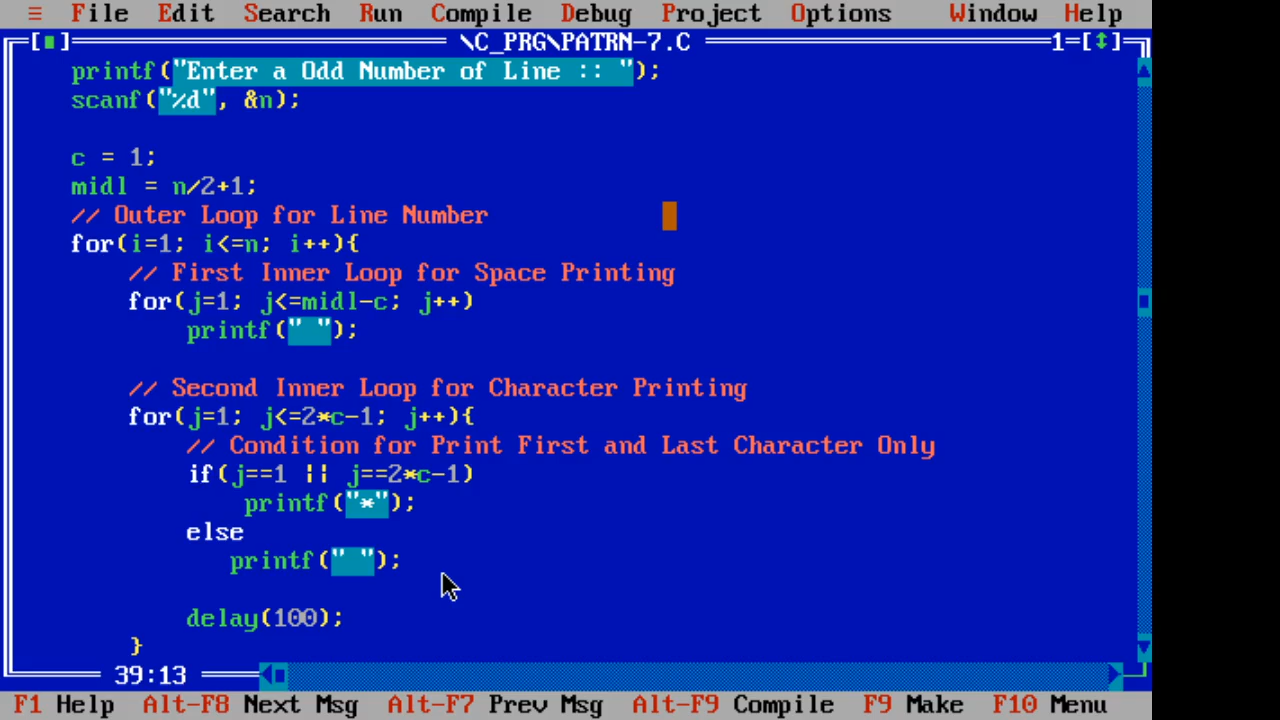 ≡ File Edit Search Run Compile Debug Project Options Window Help
[■] \C_PRG\PATRN-7.C 1=[↕]
printf("Enter a Odd Number of Line :: ");
scanf("%d", &n);
c = 1;
midl = n/2+1;
// Outer Loop for Line Number
for(i=1; i<=n; i++){
// First Inner Loop for Space Printing
for(j=1; j<=midl-c; j++)
printf(" ");
// Second Inner Loop for Character Printing
for(j=1; j<=2*c-1; j++){
// Condition for Print First and Last Character Only
if(j==1 || j==2*c-1)
printf("*");
else
printf(" ");
delay(100);
}
39:13
F1 Help Alt-F8 Next Msg Alt-F7 Prev Msg Alt-F9 Compile F9 Make F10 Menu